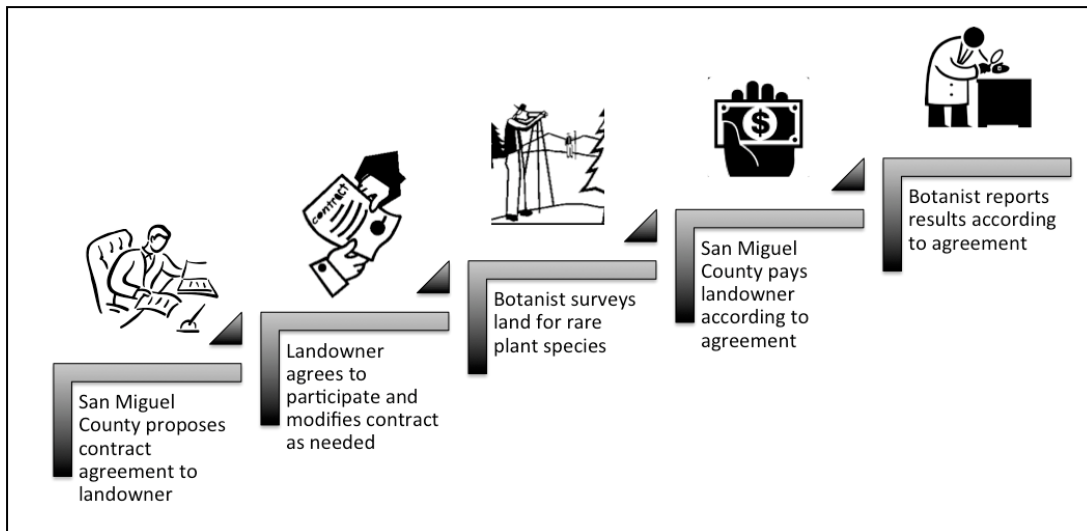 San Miguel
County proposes
contract
agreement to
landowner
Landowner
agrees to
participate and
modifies contract
as needed
contract
Botanist surveys
land for rare
plant species
San Miguel
County pays
landowner
according to
agreement
$
Botanist reports
results according
to agreement